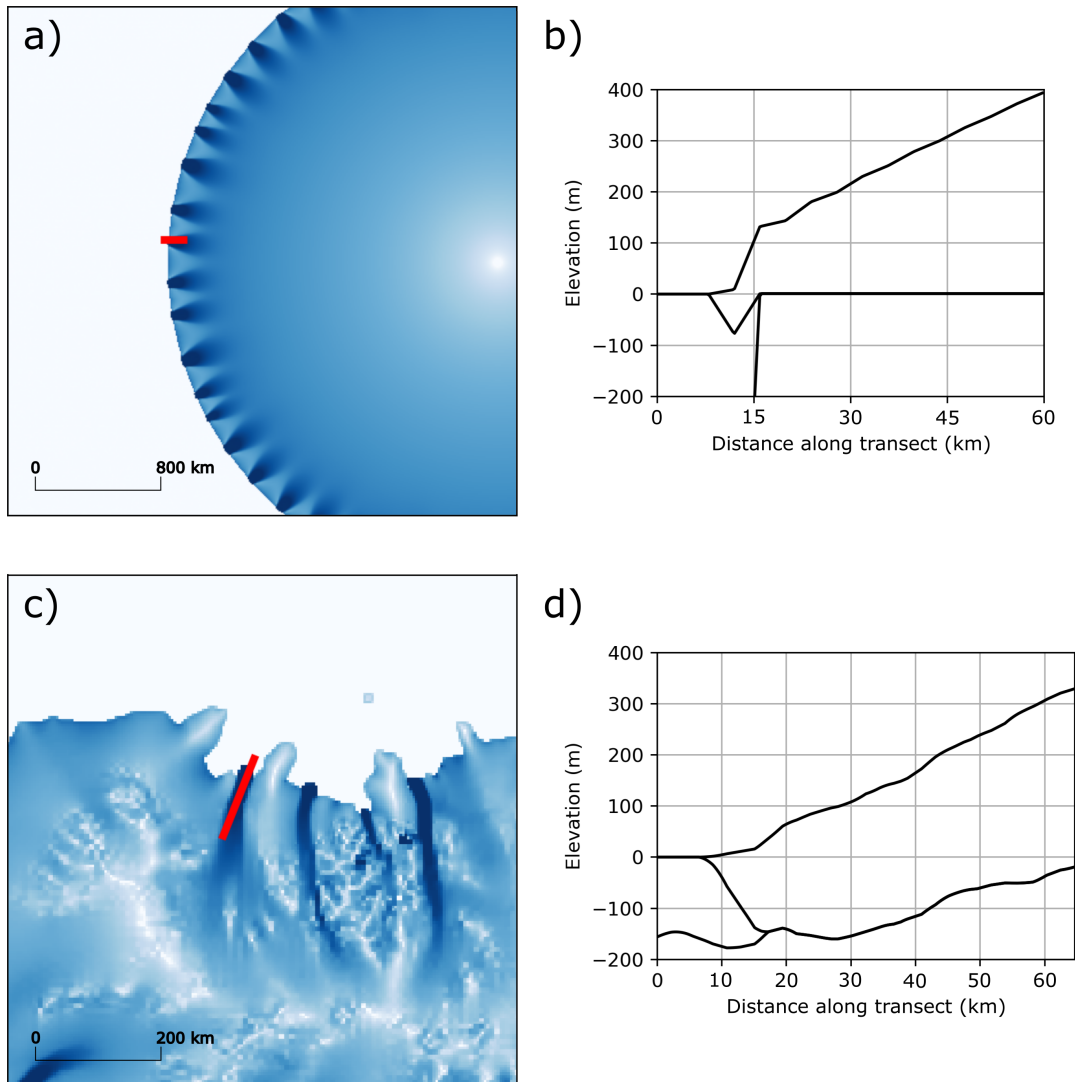 a)
0 800 km
b)
400
300
200
100
0
−100
−200
0 15 30 45 60
Elevation (m)
Distance along transect (km)
c)
0 200 km
d)
400
300
200
100
0
−100
−200
0 10 20 30 40 50 60
Elevation (m)
Distance along transect (km)